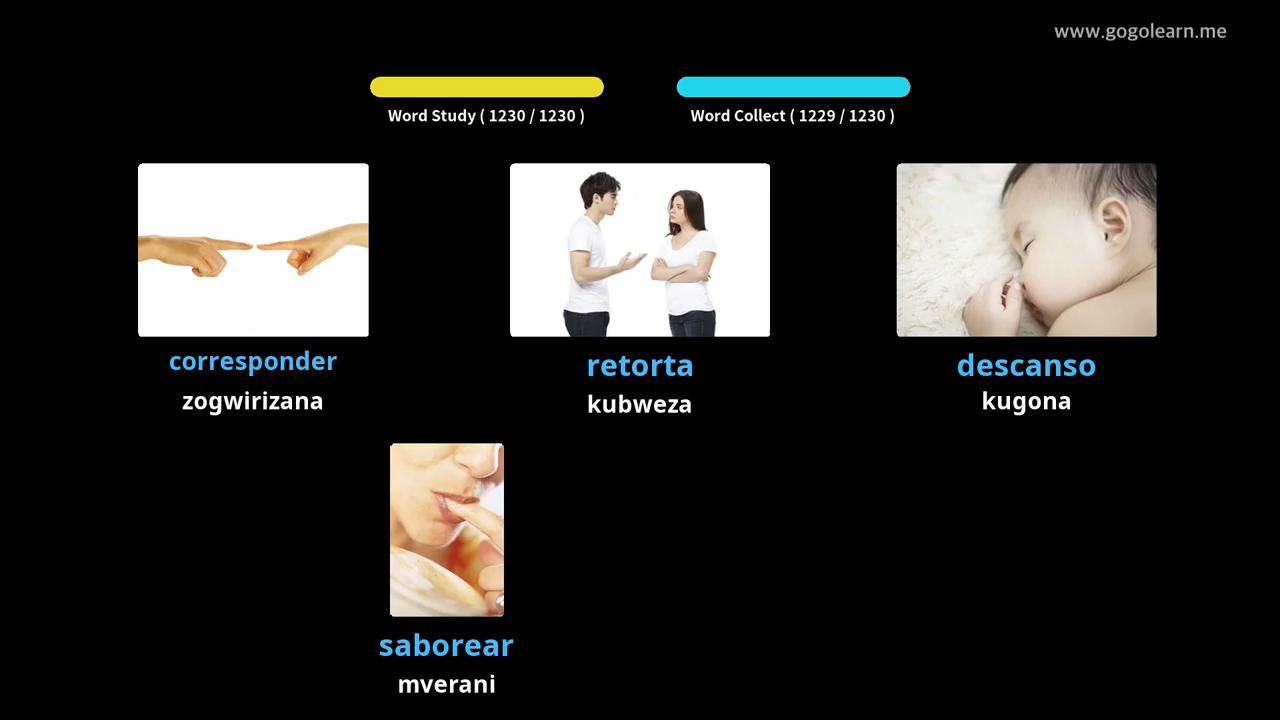 www.gogolearn.me
Word Study ( 1230 / 1230 )
Word Collect ( 1229 / 1230 )
corresponder
zogwirizana
retorta
kubweza
descanso
kugona
saborear
mverani